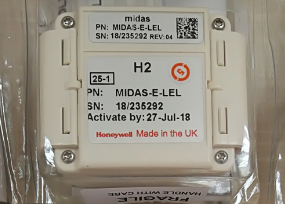 midas
PN: MIDAS-E-LEL
SN: 18/235292 REV: 04
H2
25-1
PN: MIDAS-E-LEL
SN: 18/235292
Activate by: 27-Jul-18
Honeywell Made in the UK
FRAGILE
HANDLE WITH CARE